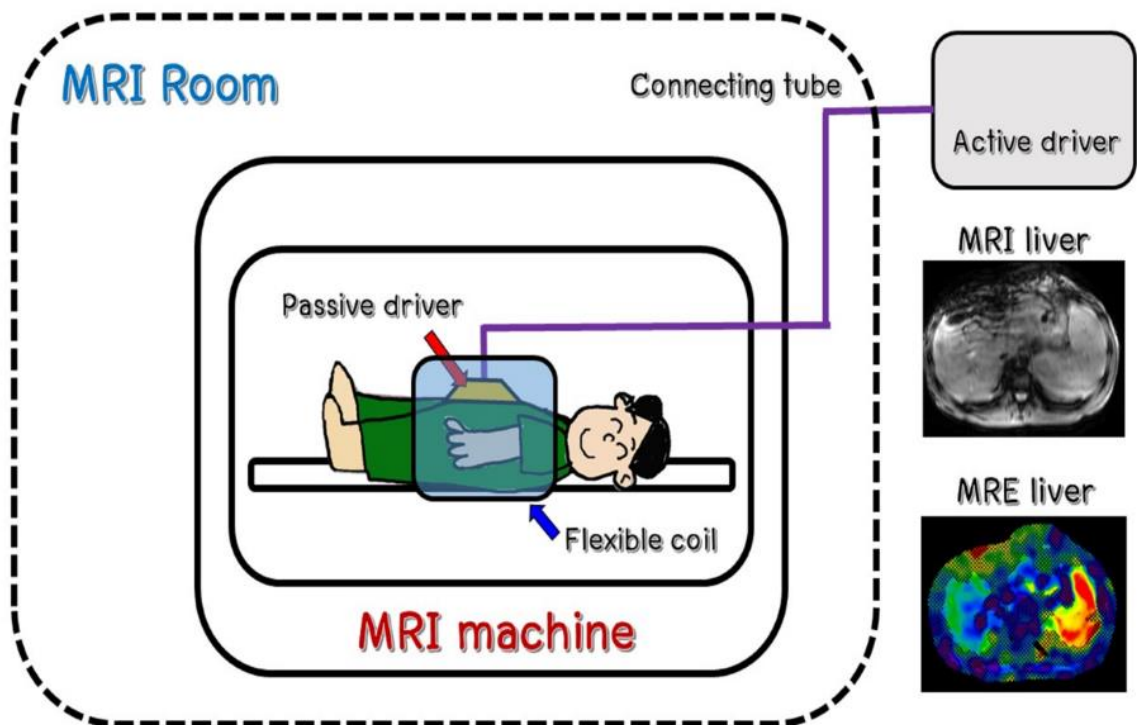 MRI Room
Connecting tube
Active driver
MRI liver
Passive driver
MRE liver
Flexible coil
MRI machine